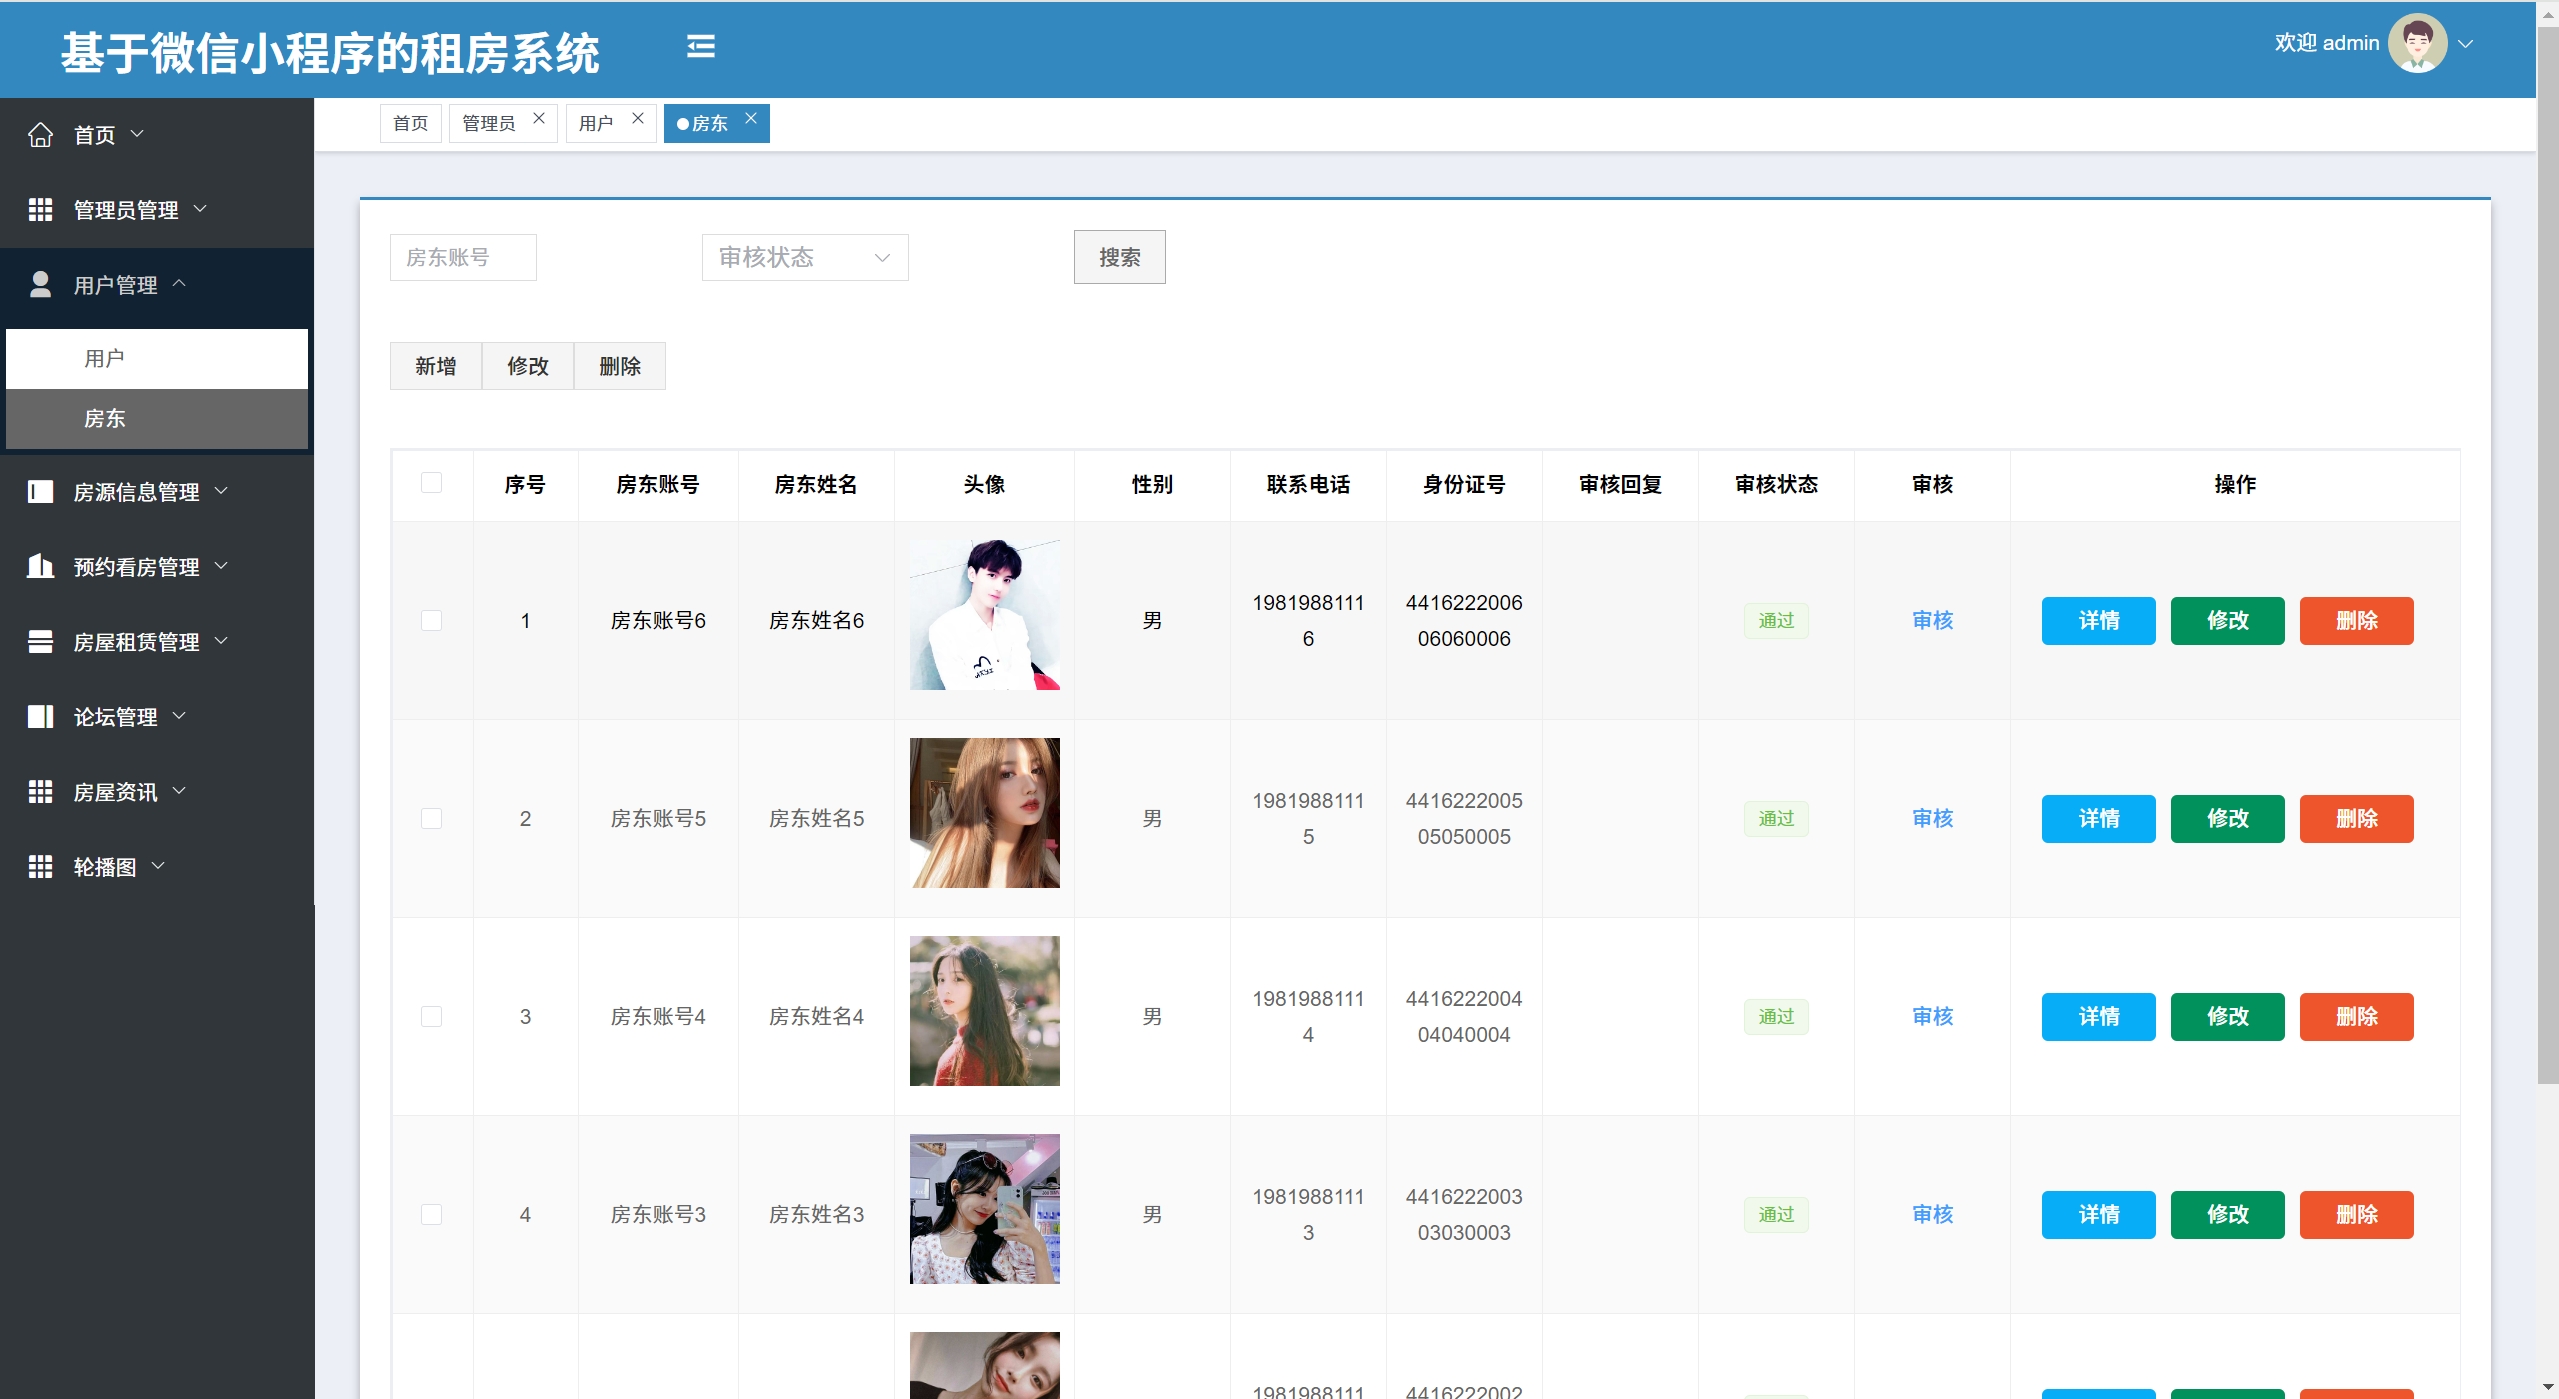 基于微信小程序的租房系统
欢迎 admin
首页
管理员
用户
房东
首页
管理员管理
用户管理
用户
房东
房源信息管理
预约看房管理
房屋租赁管理
论坛管理
房屋资讯
轮播图
房东账号
审核状态
搜索
新增
修改
删除
序号 房东账号 房东姓名 头像 性别 联系电话 身份证号 审核回复 审核状态 审核 操作
1 房东账号6 房东姓名6 男 19819881116 441622200606060006 通过 审核 详情 修改 删除
2 房东账号5 房东姓名5 男 19819881115 441622200505050005 通过 审核 详情 修改 删除
3 房东账号4 房东姓名4 男 19819881114 441622200404040004 通过 审核 详情 修改 删除
4 房东账号3 房东姓名3 男 19819881113 441622200303030003 通过 审核 详情 修改 删除
1981988111 4416222002